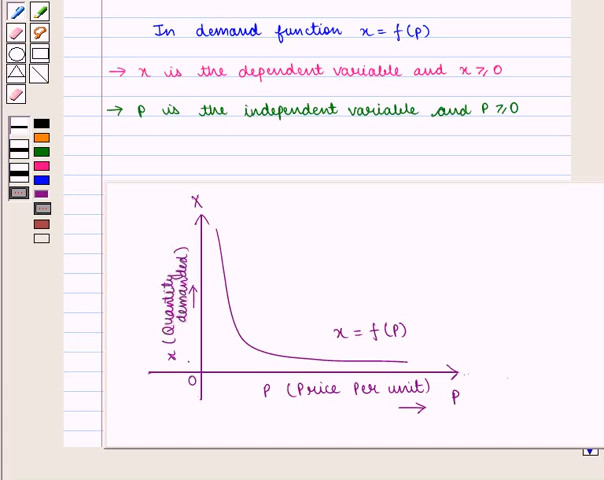 In demand function x = f(P)
→ x is the dependent variable and x ≥ 0
→ P is the independent variable and P ≥ 0
X
x (Quantity demanded) →
x = f(P)
0
P (Price Per unit) →
P